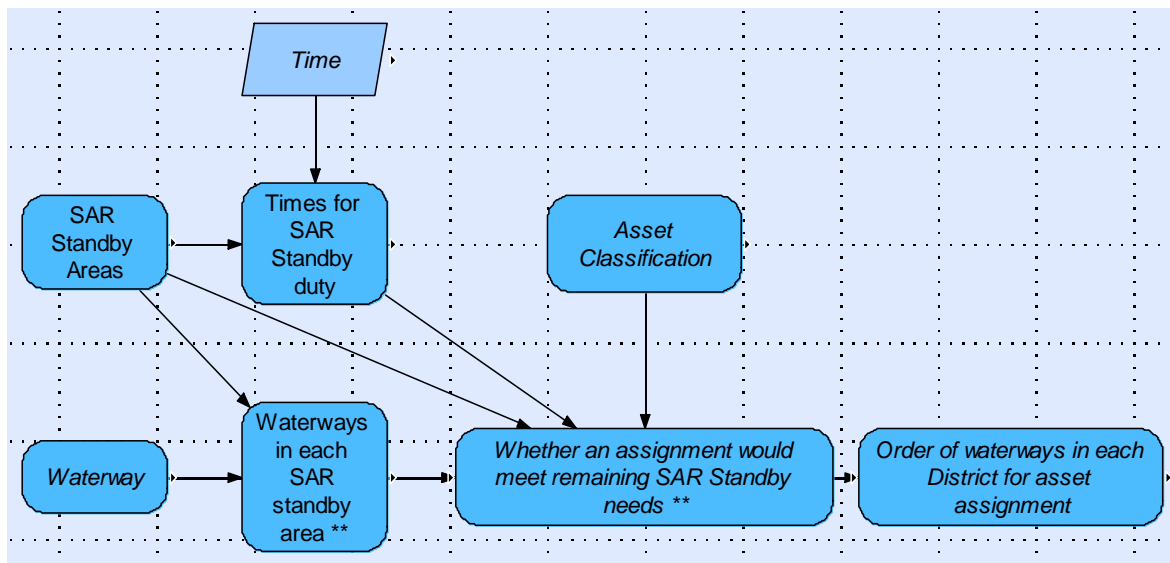 Time
SAR
Standby
Areas
Times for
SAR
Standby
duty
Asset
Classification
Waterway
Waterways
in each
SAR
standby
area **
Whether an assignment would
meet remaining SAR Standby
needs **
Order of waterways in each
District for asset
assignment